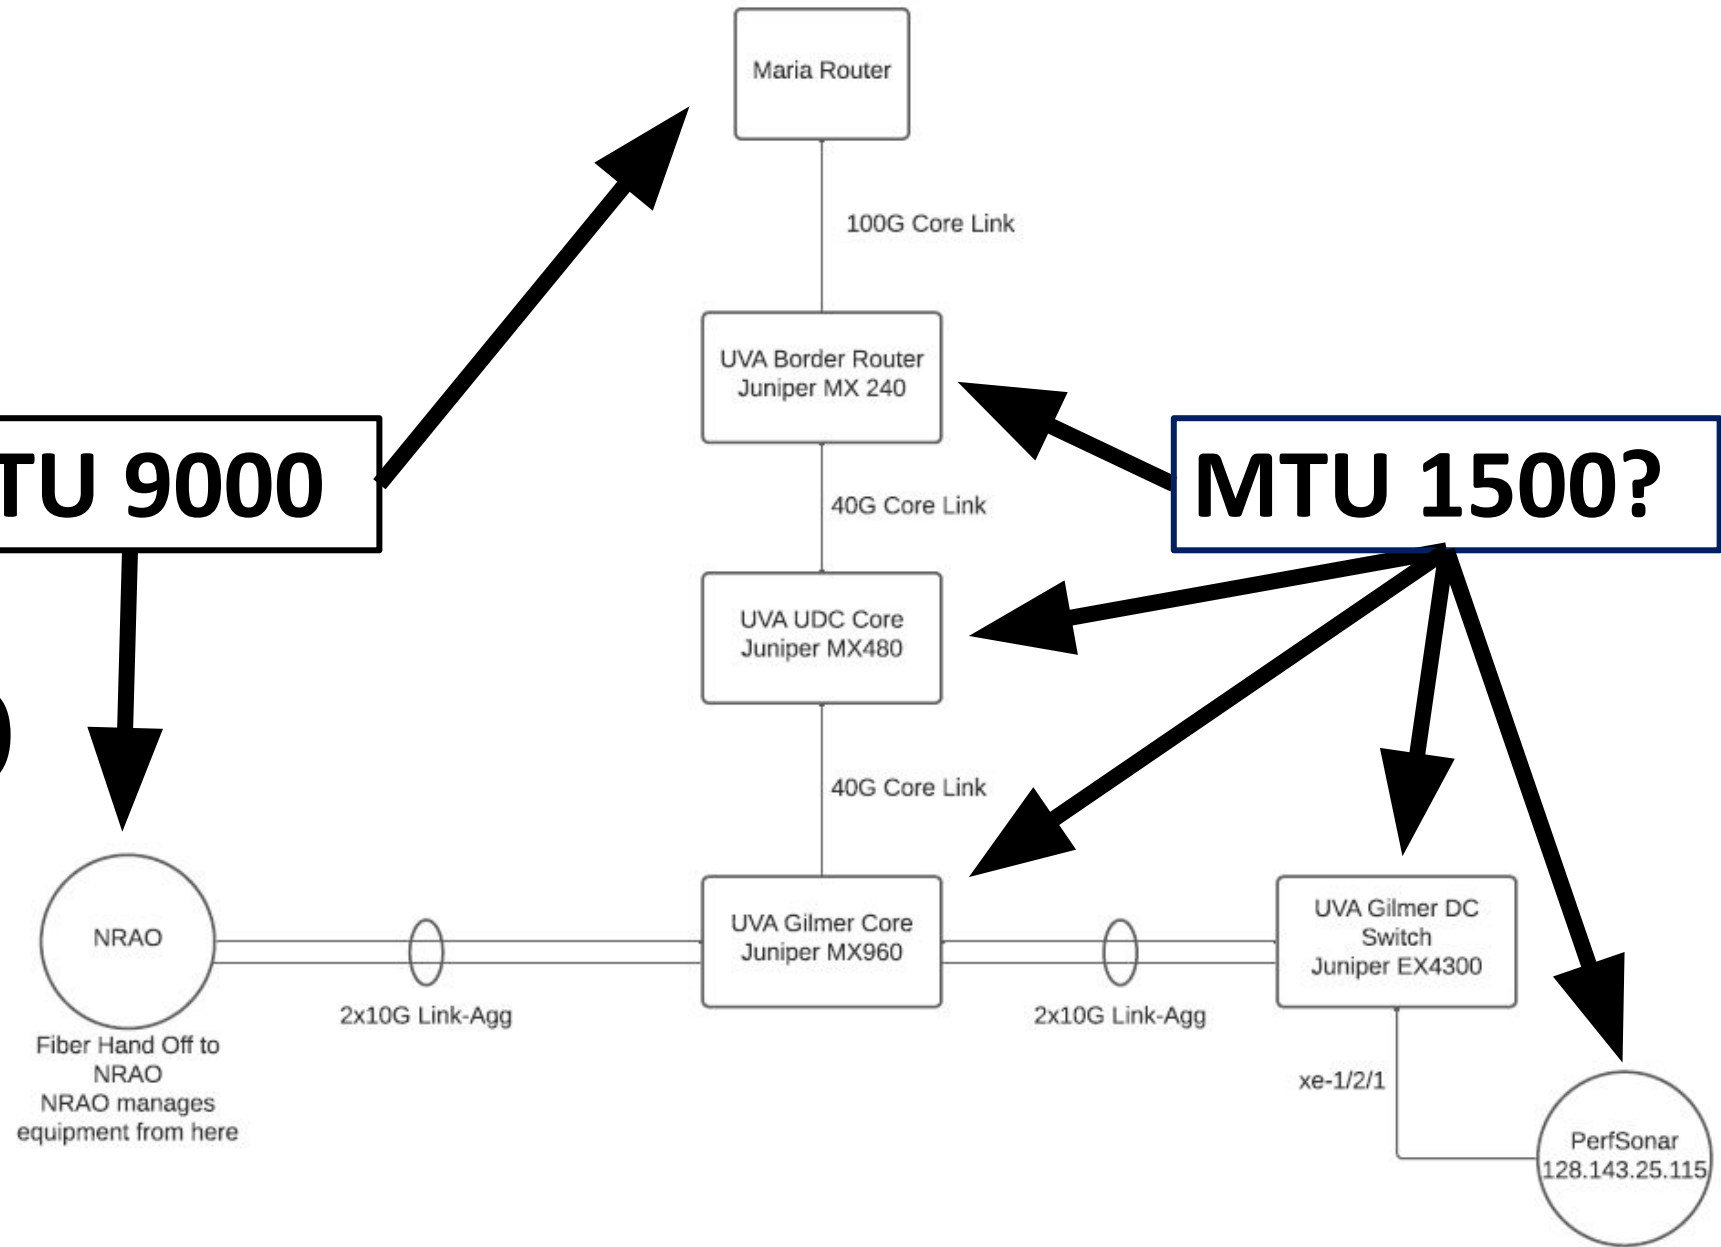 Maria Router
100G Core Link
UVA Border Router
Juniper MX 240
TU 9000
MTU 1500?
40G Core Link
UVA UDC Core
Juniper MX480
40G Core Link
NRAO
UVA Gilmer Core
Juniper MX960
UVA Gilmer DC
Switch
Juniper EX4300
2x10G Link-Agg
2x10G Link-Agg
Fiber Hand Off to
NRAO
NRAO manages
equipment from here
xe-1/2/1
PerfSonar
128.143.25.115